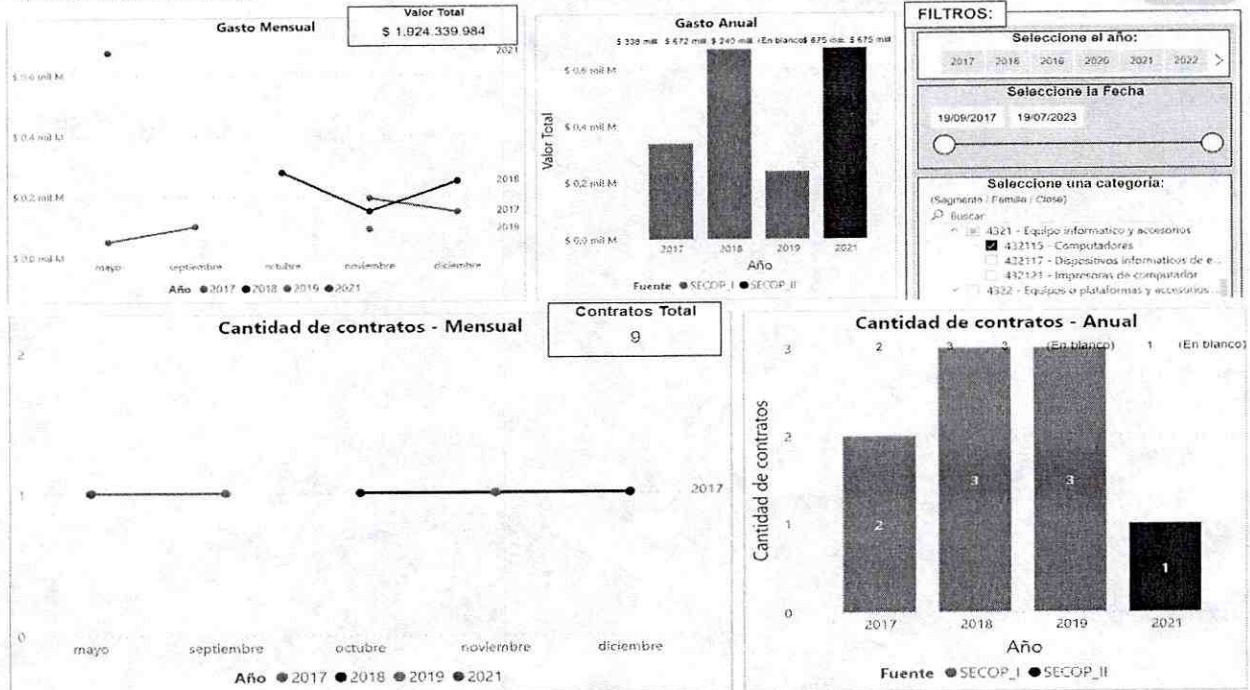 Gasto Mensual
Valor Total
$ 1.924.339.984
2021
$ 0,6 mil M
$ 0,4 mil M
$ 0,2 mil M
$ 0,0 mil M
2018
2017
2019
mayo septiembre octubre noviembre diciembre
Año 2017 2018 2019 2021
Gasto Anual
$ 338 mill. $ 672 mill. $ 240 mill. (En blanco) $ 675 mill. $ 675 mill.
Valor Total
$ 0,6 mil M
$ 0,4 mil M
$ 0,2 mil M
$ 0,0 mil M
2017 2018 2019 2021
Año
Fuente SECOP_I SECOP_II
FILTROS:
Seleccione el año:
2017 2018 2019 2020 2021 2022 >
Seleccione la Fecha
19/09/2017 19/07/2023
Seleccione una categoria:
(Segmento / Familia / Clase)
Buscar
4321 - Equipo informatico y accesorios
432115 - Computadores
432117 - Dispositivos informaticos de e...
432121 - Impresoras de computador
4322 - Equipos o plataformas y accesorios...
Cantidad de contratos - Mensual
Contratos Total
9
2
1
0
2017
mayo septiembre octubre noviembre diciembre
Año 2017 2018 2019 2021
Cantidad de contratos - Anual
2 3 3 (En blanco) 1 (En blanco)
Cantidad de contratos
3
2
1
0
2 3 3 1
2017 2018 2019 2021
Año
Fuente SECOP_I SECOP_II